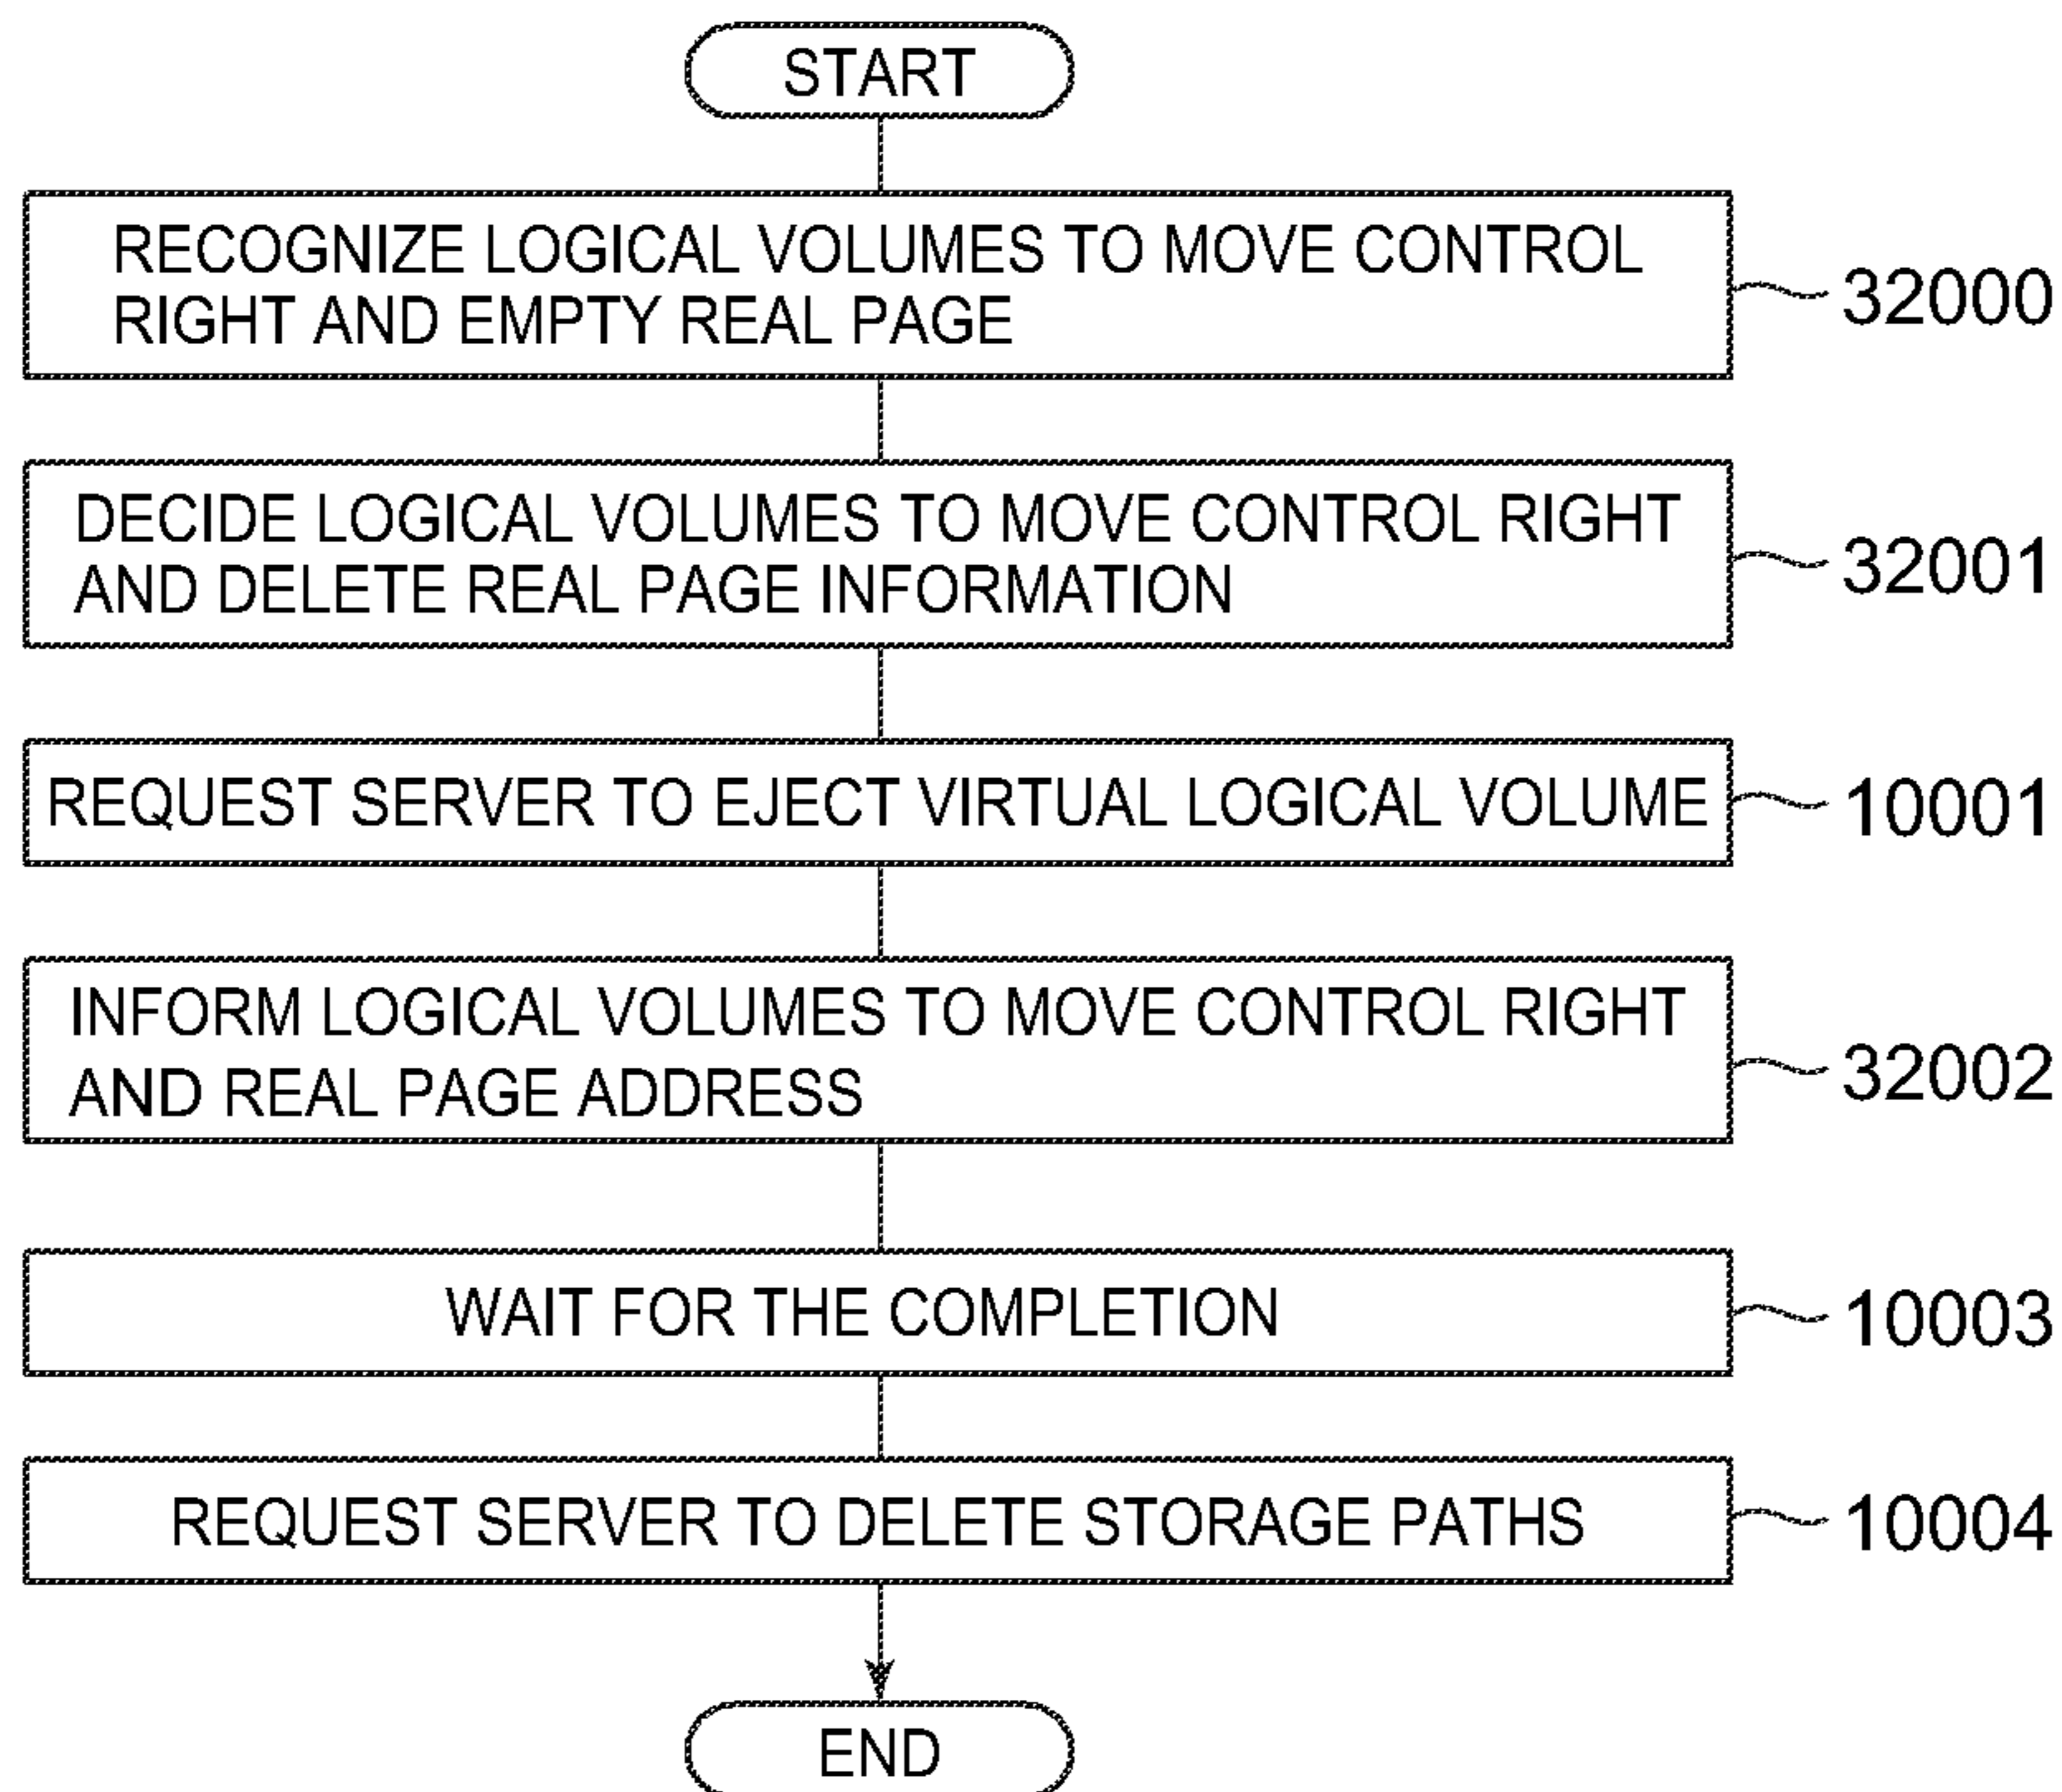 START
RECOGNIZE LOGICAL VOLUMES TO MOVE CONTROL
RIGHT AND EMPTY REAL PAGE
32000
DECIDE LOGICAL VOLUMES TO MOVE CONTROL RIGHT
AND DELETE REAL PAGE INFORMATION
32001
REQUEST SERVER TO EJECT VIRTUAL LOGICAL VOLUME
10001
INFORM LOGICAL VOLUMES TO MOVE CONTROL RIGHT
AND REAL PAGE ADDRESS
32002
WAIT FOR THE COMPLETION
10003
REQUEST SERVER TO DELETE STORAGE PATHS
10004
END